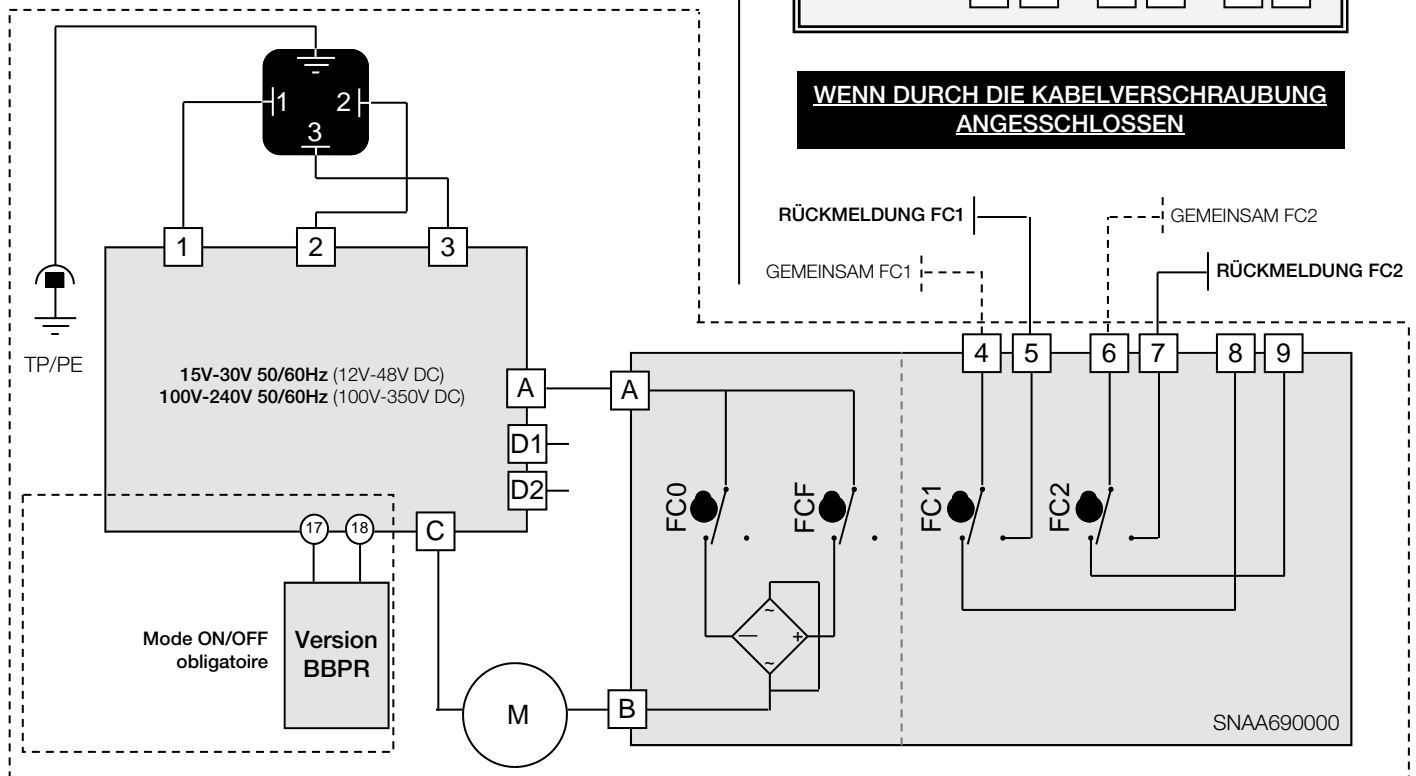 WENN DURCH DIE KABELVERSCHRAUBUNG
ANGESSCHLOSSEN
1
2
3
RÜCKMELDUNG FC1
GEMEINSAM FC2
GEMEINSAM FC1
RÜCKMELDUNG FC2
1
2
3
4
5
6
7
8
9
TP/PE
15V-30V 50/60Hz (12V-48V DC)
100V-240V 50/60Hz (100V-350V DC)
A
A
D1
D2
FC0
FCF
FC1
FC2
17
18
C
~
—
+
~
Mode ON/OFF
obligatoire
Version
BBPR
M
B
SNAA690000